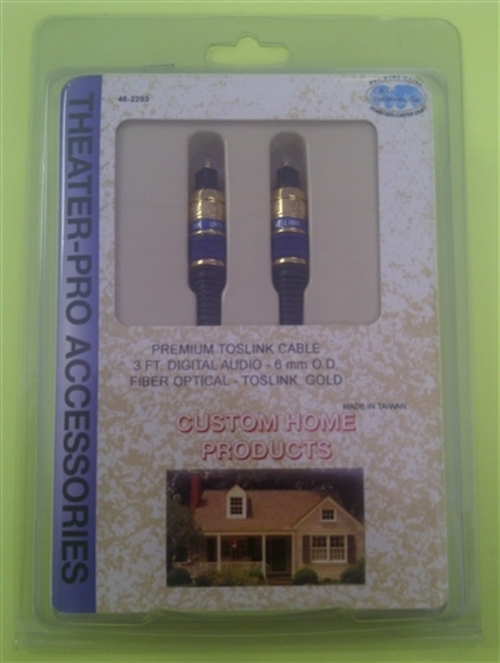 46-2283
THEATER-PRO ACCESSORIES
PREMIUM TOSLINK CABLE
3 FT. DIGITAL AUDIO - 6 mm O.D.
FIBER OPTICAL - TOSLINK GOLD
MADE IN TAIWAN
CUSTOM HOME
PRODUCTS